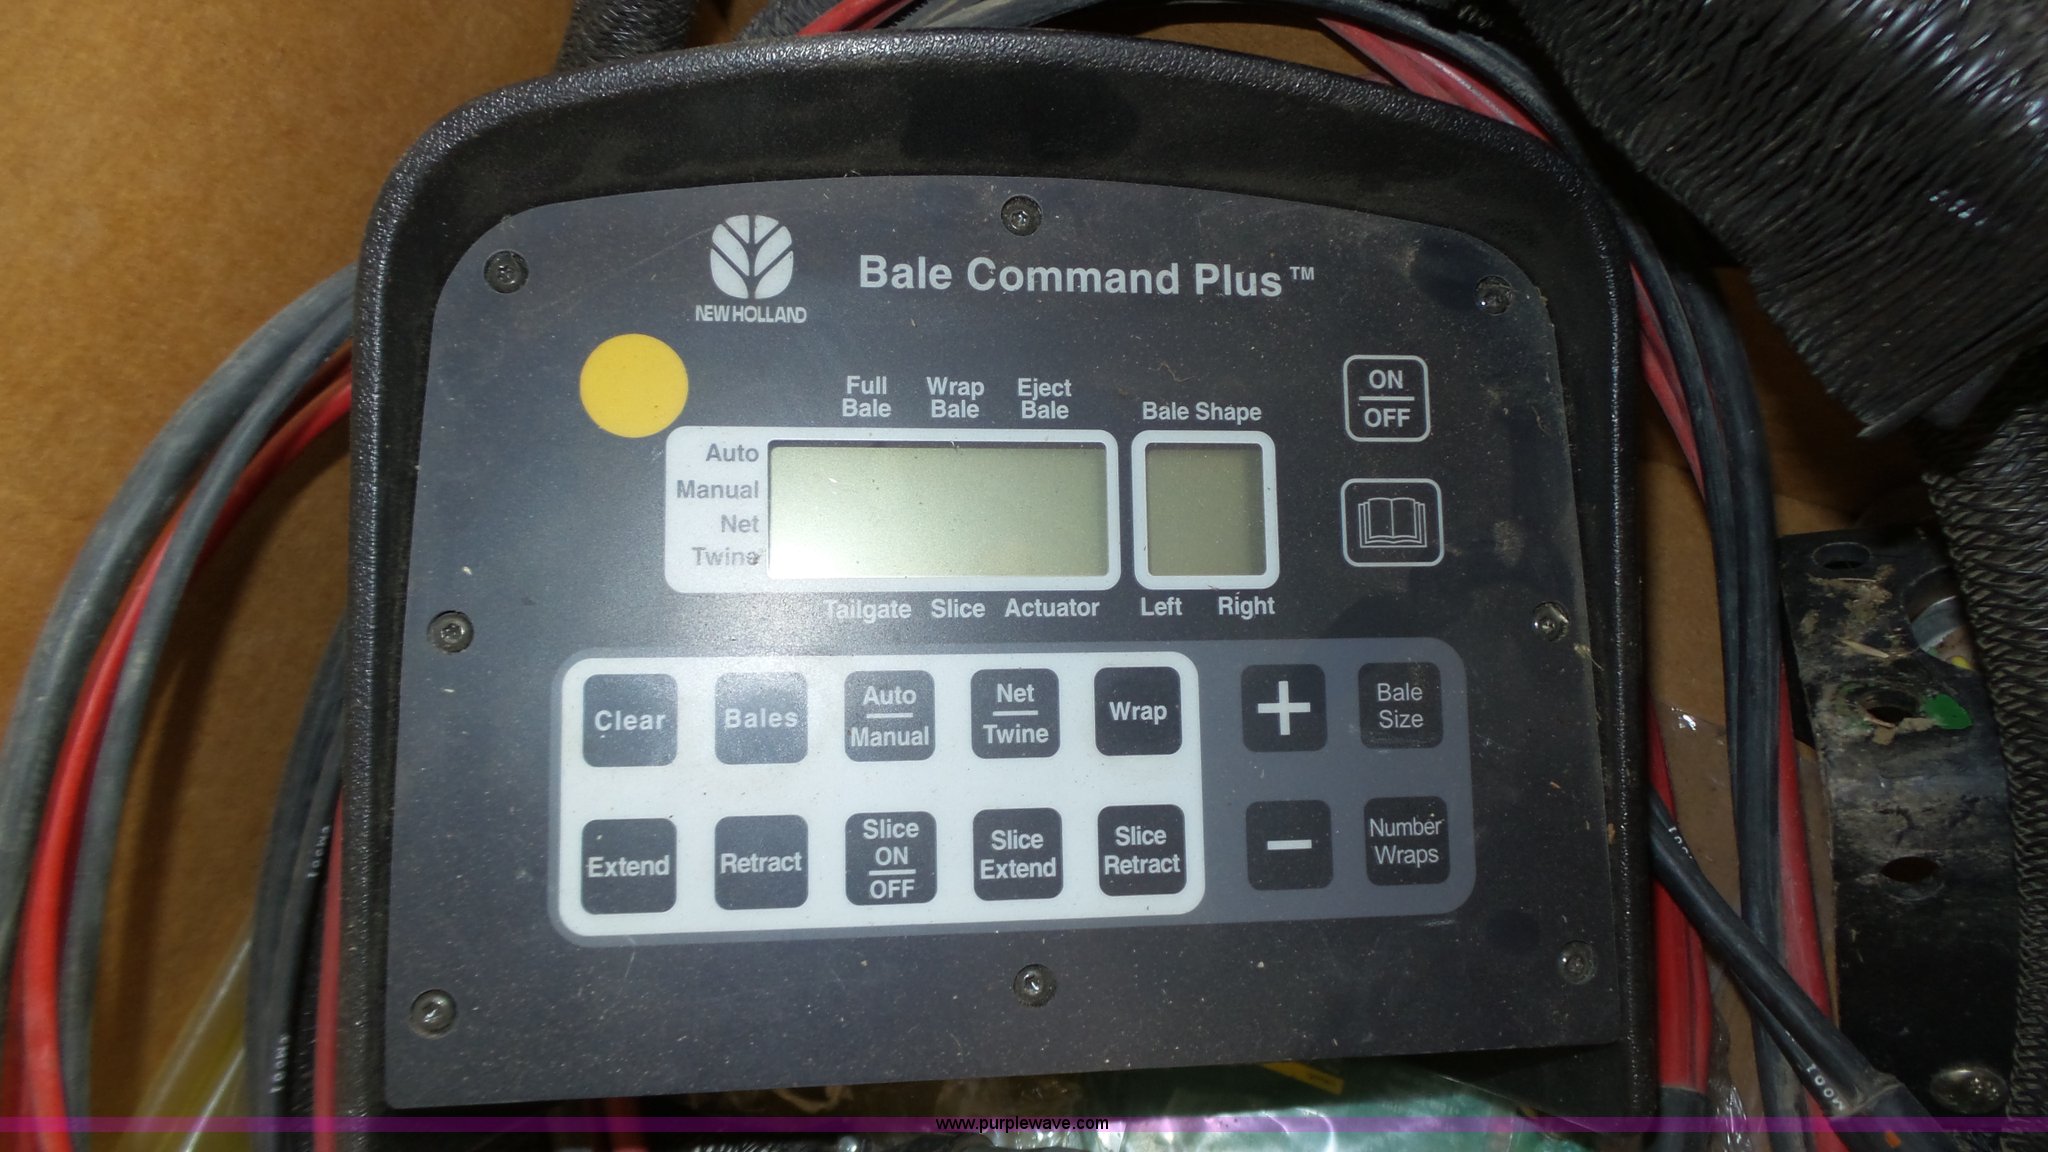 NEW HOLLAND
Bale Command Plus™
Full Bale
Wrap Bale
Eject Bale
Bale Shape
ON
OFF
Auto
Manual
Net
Twine
Tailgate Slice Actuator
Left Right
Clear
Bales
Auto
Manual
Net
Twine
Wrap
+
Bale
Size
Extend
Retract
Slice
ON
OFF
Slice
Extend
Slice
Retract
−
Number
Wraps
www.purplewave.com